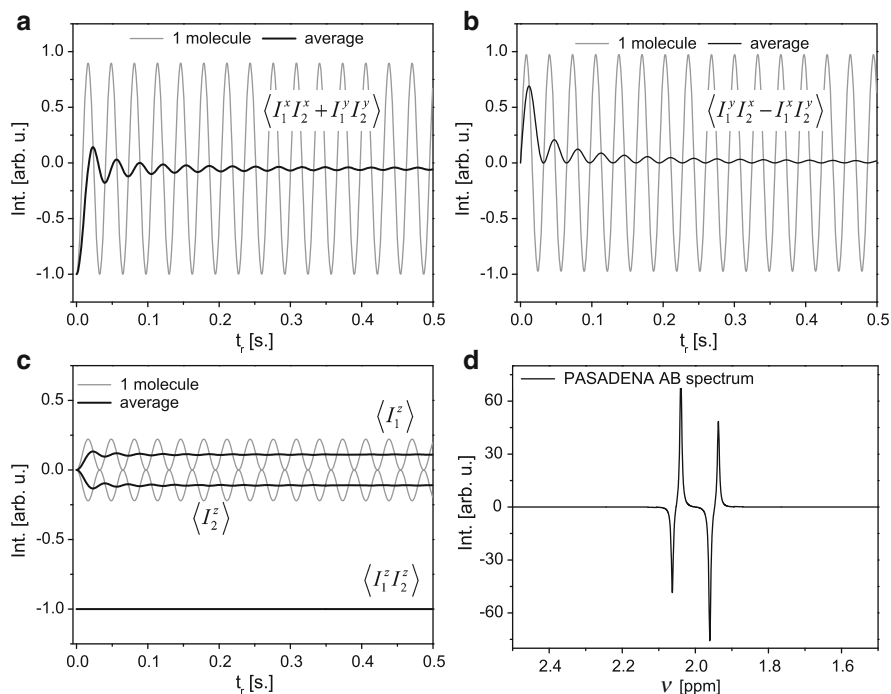 a
1 molecule average
1.0
0.5
0.0
-0.5
-1.0
Int. [arb. u.]
⟨I₁ˣI₂ˣ + I₁ʸI₂ʸ⟩
0.0 0.1 0.2 0.3 0.4 0.5
tᵣ [s.]
b
1 molecule average
1.0
0.5
0.0
-0.5
-1.0
Int. [arb. u.]
⟨I₁ʸI₂ˣ − I₁ˣI₂ʸ⟩
0.0 0.1 0.2 0.3 0.4 0.5
tᵣ [s.]
c
1 molecule
average
0.5
0.0
-0.5
-1.0
Int. [arb. u.]
⟨I₁ᶻ⟩
⟨I₂ᶻ⟩
⟨I₁ᶻI₂ᶻ⟩
0.0 0.1 0.2 0.3 0.4 0.5
tᵣ [s.]
d
PASADENA AB spectrum
60
30
0
-30
-60
Int. [arb. u.]
2.4 2.2 2.0 1.8 1.6
ν [ppm]